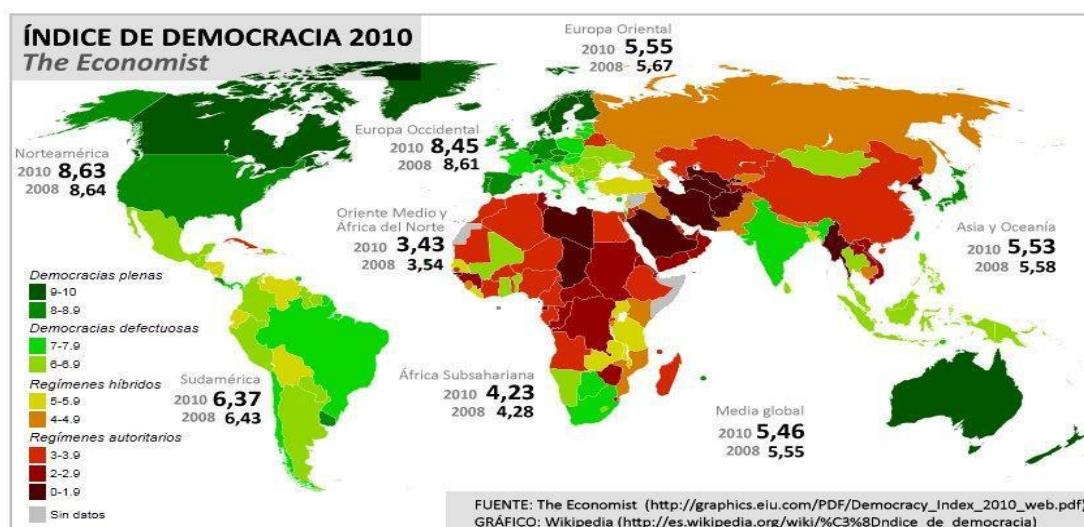 ÍNDICE DE DEMOCRACIA 2010
The Economist
Europa Oriental
2010 5,55
2008 5,67
Norteamérica
2010 8,63
2008 8,64
Europa Occidental
2010 8,45
2008 8,61
Oriente Medio y
África del Norte
2010 3,43
2008 3,54
Asia y Oceanía
2010 5,53
2008 5,58
Democracias plenas
9-10
8-8.9
Democracias defectuosas
7-7.9
6-6.9
Regímenes híbridos
5-5.9
4-4.9
Regímenes autoritarios
3-3.9
2-2.9
0-1.9
Sin datos
Sudamérica
2010 6,37
2008 6,43
África Subsahariana
2010 4,23
2008 4,28
Media global
2010 5,46
2008 5,55
FUENTE: The Economist (http://graphics.eiu.com/PDF/Democracy_Index_2010_web.pdf)
GRÁFICO: Wikipedia (http://es.wikipedia.org/wiki/%C3%8Dndice_de_democracia)